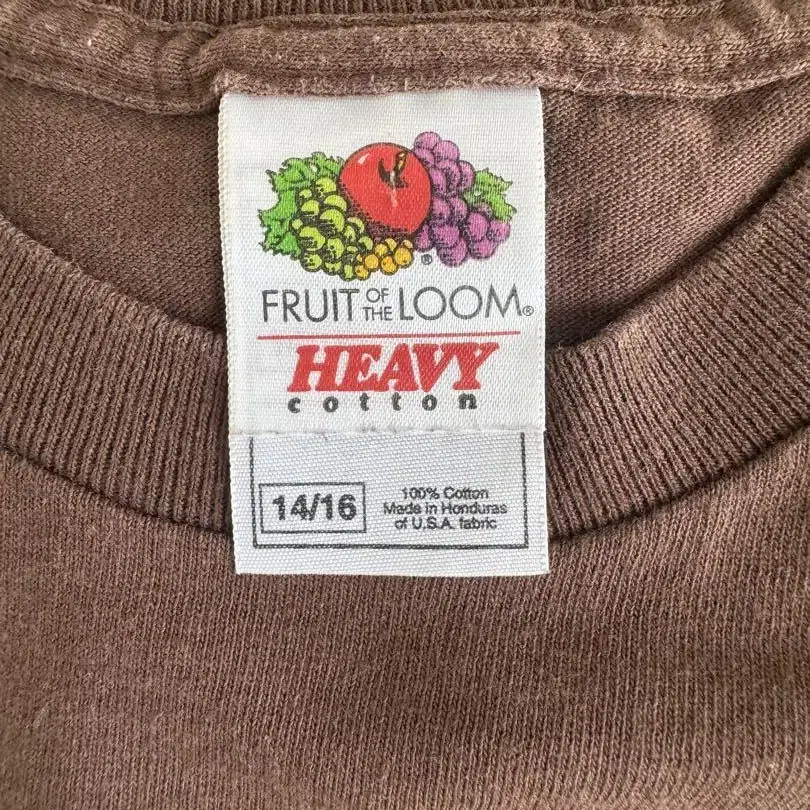 ®
FRUIT OF THE LOOM®
HEAVY
cotton
14/16
100% Cotton
Made in Honduras
of U.S.A. fabric